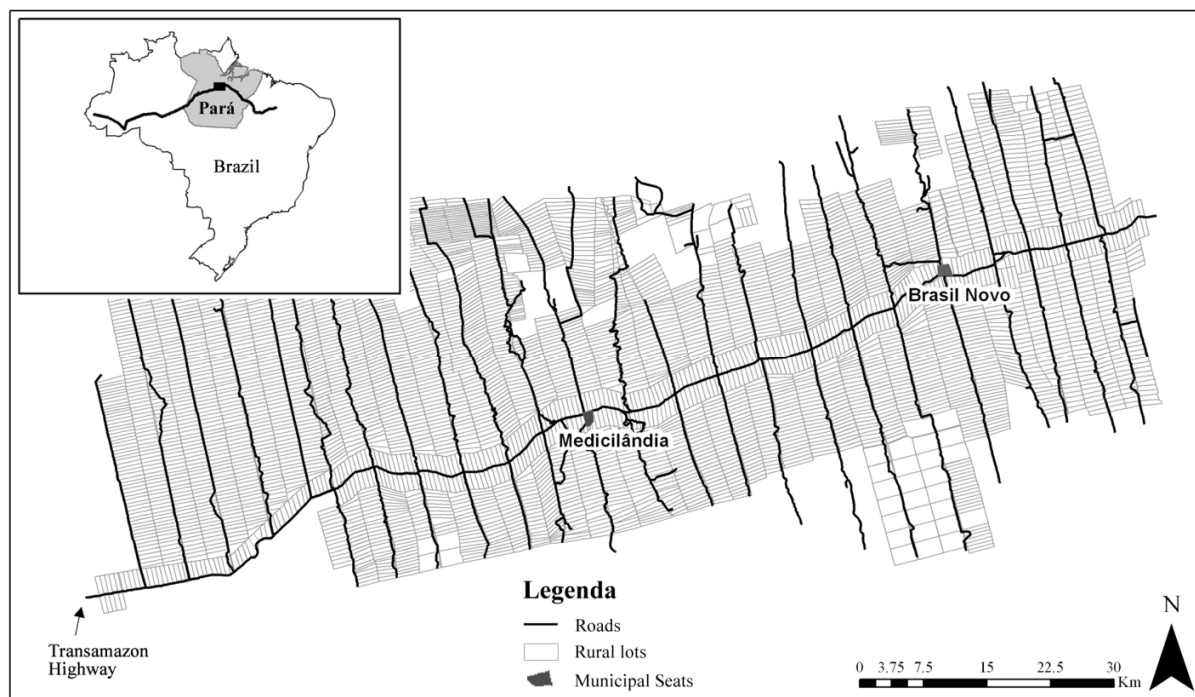 Pará
Brazil
Brasil Novo
Medicilândia
Transamazon
Highway
Legenda
Roads
Rural lots
Municipal Seats
N
0 3.75 7.5 15 22.5 30
Km